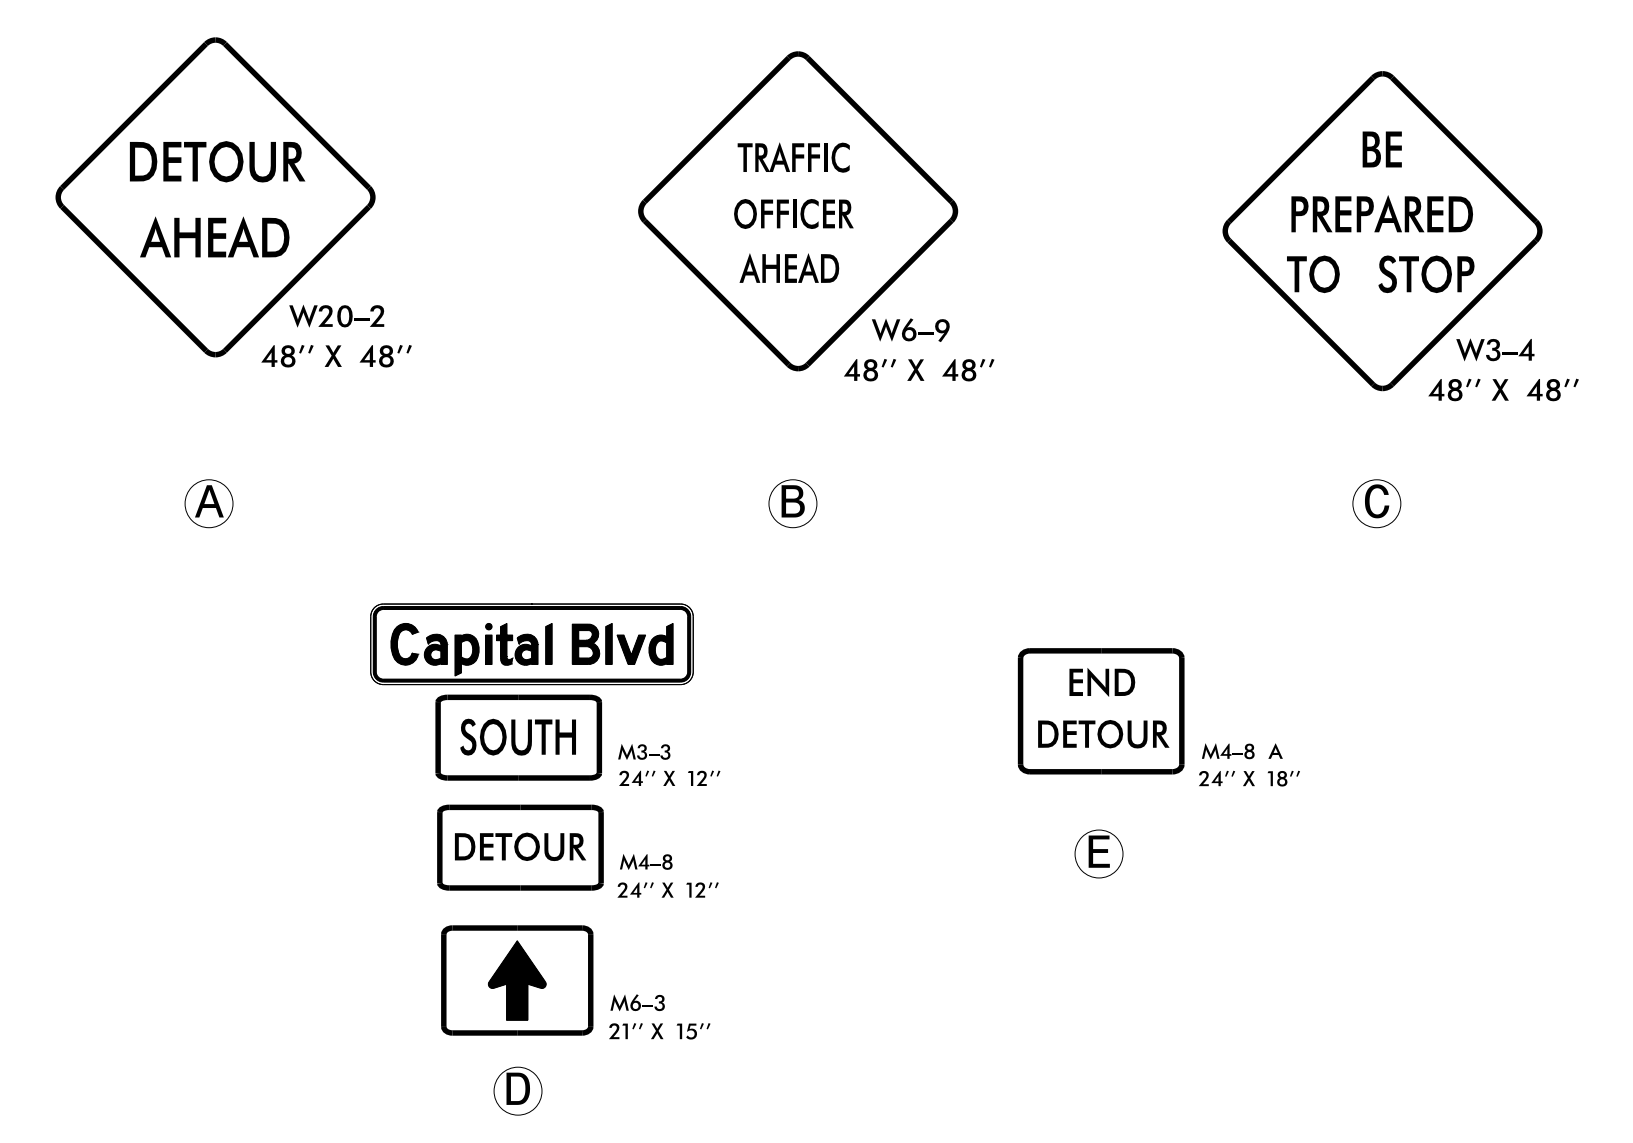 DETOUR
AHEAD
W20–2
48'' X 48''
A
TRAFFIC
OFFICER
AHEAD
W6–9
48'' X 48''
B
BE
PREPARED
TO STOP
W3–4
48'' X 48''
C
Capital Blvd
SOUTH
M3–3
24'' X 12''
DETOUR
M4–8
24'' X 12''
M6–3
21'' X 15''
D
END
DETOUR
M4–8 A
24'' X 18''
E